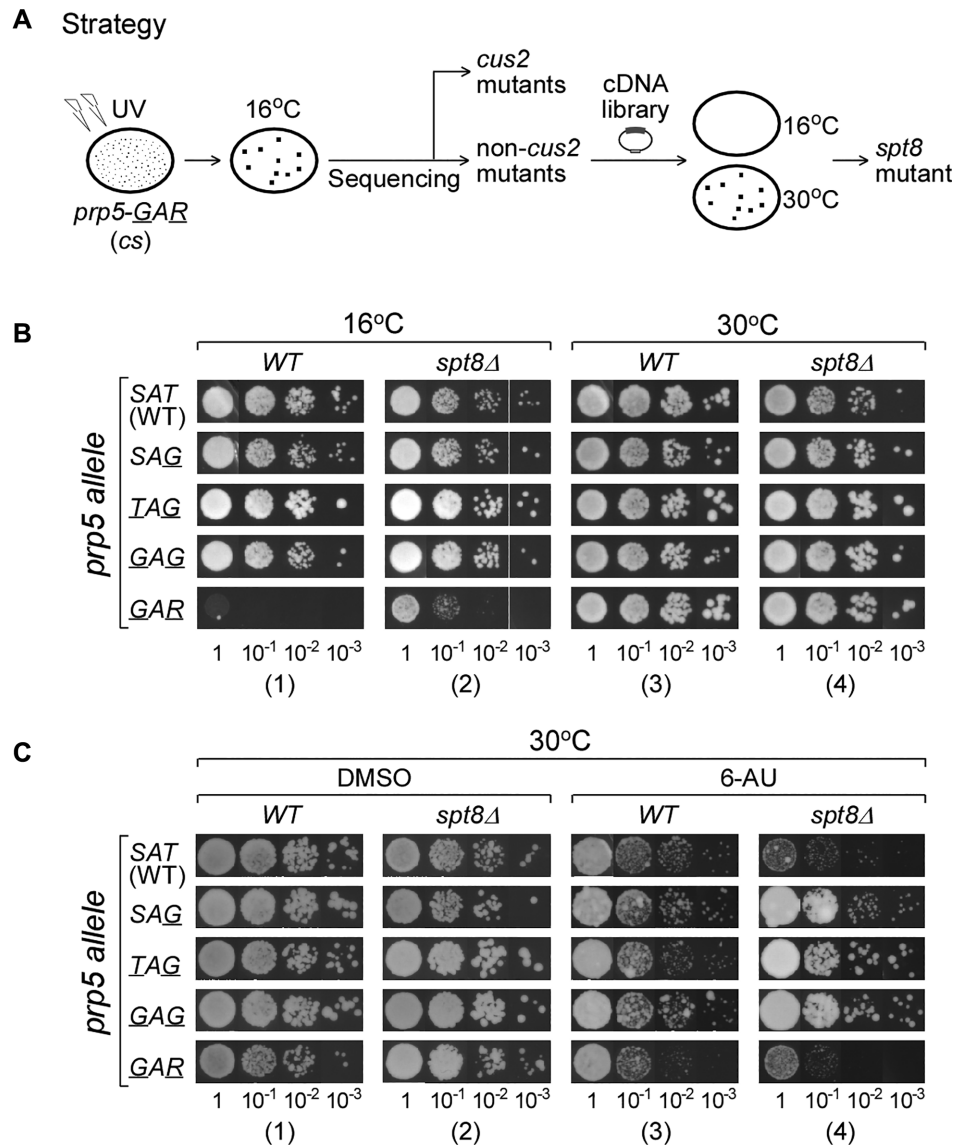 A Strategy
UV
16°C
cus2
mutants
cDNA
library
16°C
Sequencing
non-cus2
mutants
30°C
spt8
mutant
prp5-GAR
(cs)
B
16°C 30°C
WT spt8Δ WT spt8Δ
prp5 allele
SAT
(WT)
SAG
TAG
GAG
GAR
1 10-1 10-2 10-3 1 10-1 10-2 10-3 1 10-1 10-2 10-3 1 10-1 10-2 10-3
(1) (2) (3) (4)
C
30°C
DMSO 6-AU
WT spt8Δ WT spt8Δ
prp5 allele
SAT
(WT)
SAG
TAG
GAG
GAR
1 10-1 10-2 10-3 1 10-1 10-2 10-3 1 10-1 10-2 10-3 1 10-1 10-2 10-3
(1) (2) (3) (4)